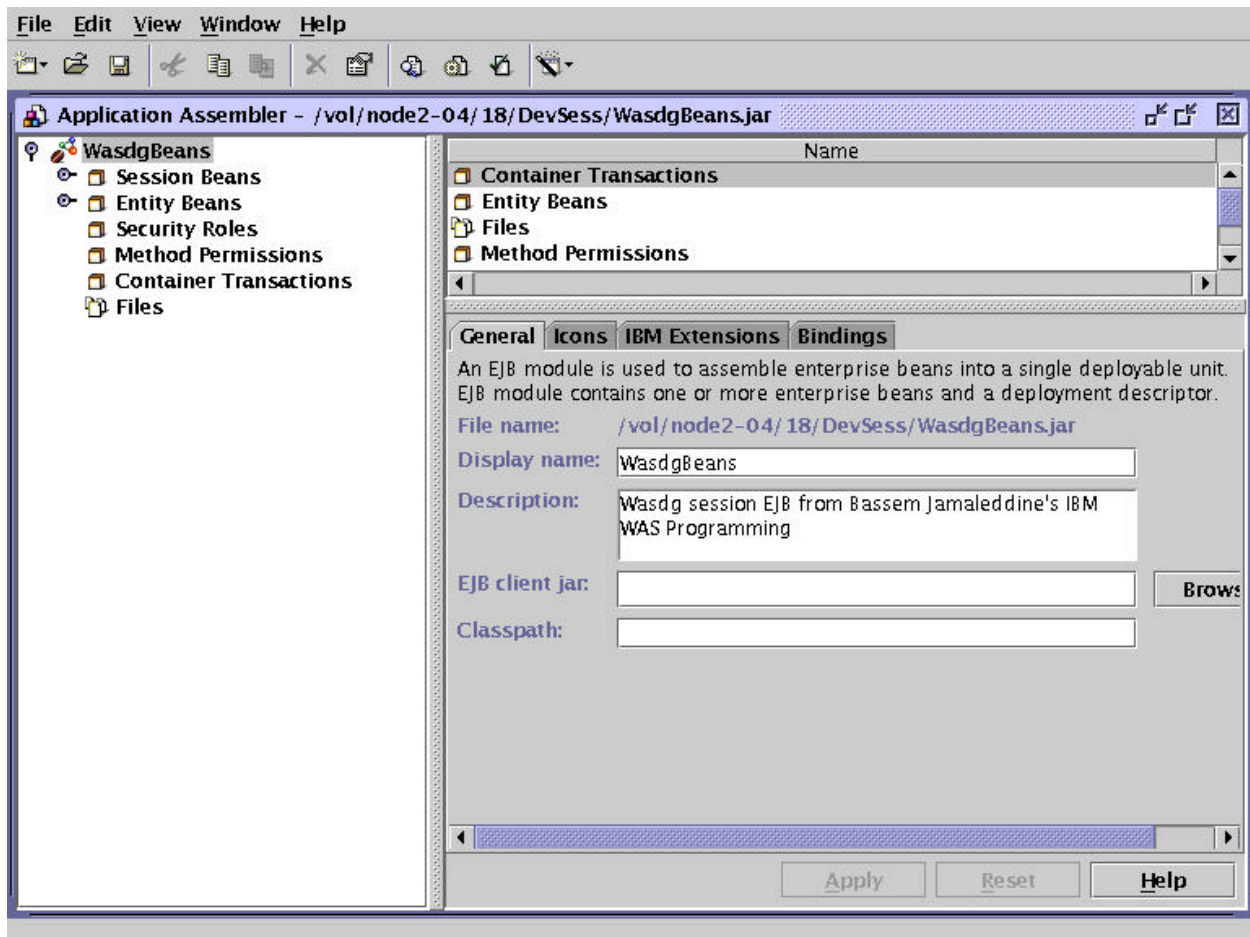 File Edit View Window Help
Application Assembler - /vol/node2-04/18/DevSess/WasdgBeans.jar
WasdgBeans
Session Beans
Entity Beans
Security Roles
Method Permissions
Container Transactions
Files
Name
Container Transactions
Entity Beans
Files
Method Permissions
General Icons IBM Extensions Bindings
An EJB module is used to assemble enterprise beans into a single deployable unit.
EJB module contains one or more enterprise beans and a deployment descriptor.
File name: /vol/node2-04/18/DevSess/WasdgBeans.jar
Display name: WasdgBeans
Description: Wasdg session EJB from Bassem Jamaleddine's IBM
WAS Programming
EJB client jar: Brows
Classpath:
Apply Reset Help